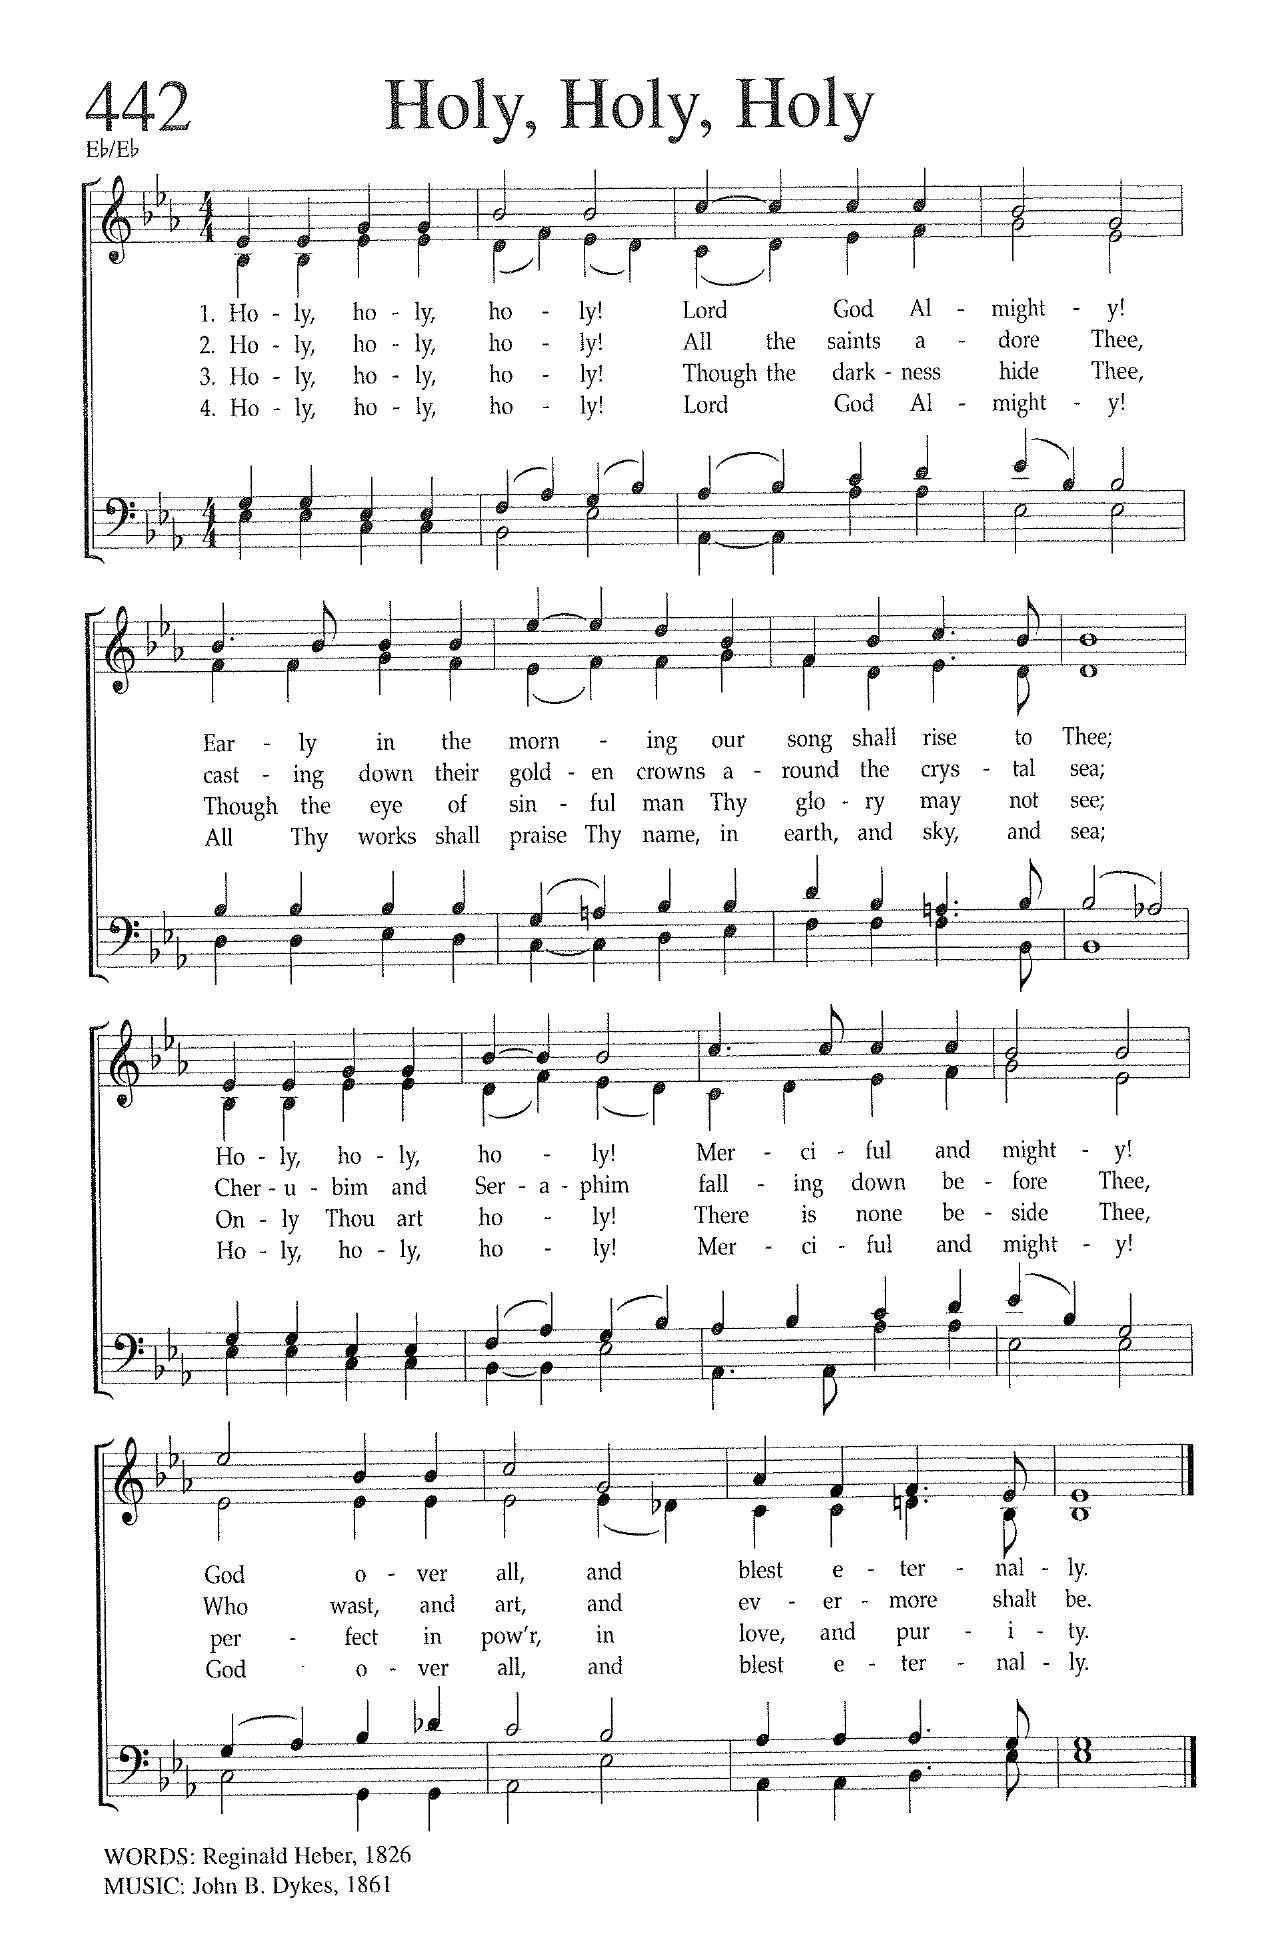 442 Holy, Holy, Holy
E♭/E♭
1. Ho - ly, ho - ly, ho - ly! Lord God Al - might - y!
2. Ho - ly, ho - ly, ho - ly! All the saints a - dore Thee,
3. Ho - ly, ho - ly, ho - ly! Though the dark - ness hide Thee,
4. Ho - ly, ho - ly, ho - ly! Lord God Al - might - y!
Ear - ly in the morn - ing our song shall rise to Thee;
cast - ing down their gold - en crowns a - round the crys - tal sea;
Though the eye of sin - ful man Thy glo - ry may not see;
All Thy works shall praise Thy name, in earth, and sky, and sea;
Ho - ly, ho - ly, ho - ly! Mer - ci - ful and might - y!
Cher - u - bim and Ser - a - phim fall - ing down be - fore Thee,
On - ly Thou art ho - ly! There is none be - side Thee,
Ho - ly, ho - ly, ho - ly! Mer - ci - ful and might - y!
God o - ver all, and blest e - ter - nal - ly.
Who wast, and art, and ev - er - more shalt be.
per - fect in pow'r, in love, and pur - i - ty.
God o - ver all, and blest e - ter - nal - ly.
WORDS: Reginald Heber, 1826
MUSIC: John B. Dykes, 1861